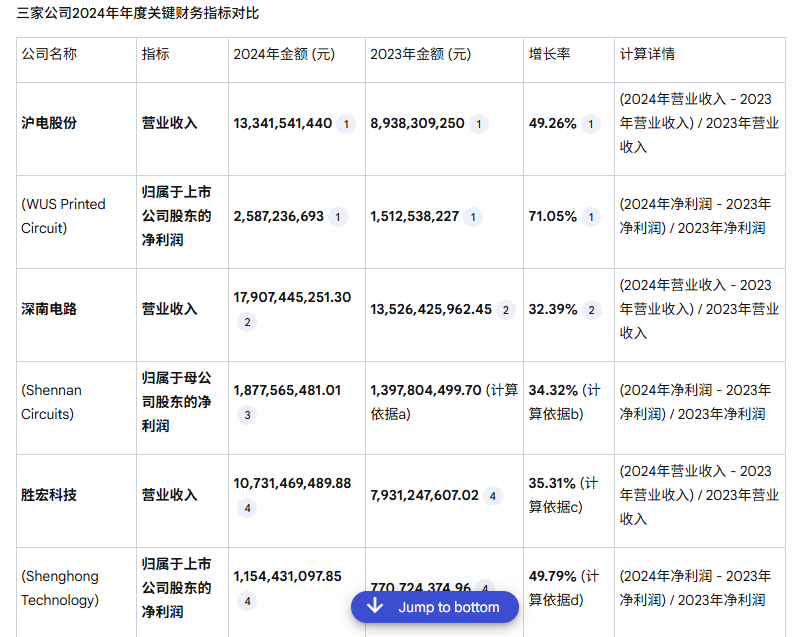 三家公司2024年年度关键财务指标对比
公司名称 指标 2024年金额 (元) 2023年金额 (元) 增长率 计算详情
沪电股份 营业收入 13,341,541,440 1 8,938,309,250 1 49.26% 1 (2024年营业收入 - 2023
年营业收入) / 2023年营业
收入
(WUS Printed
Circuit)
归属于上市
公司股东的
净利润
2,587,236,693 1 1,512,538,227 1 71.05% 1
(2024年净利润 - 2023年
净利润) / 2023年净利润
深南电路 营业收入
17,907,445,251.30
2
13,526,425,962.45 2 32.39% 2
(2024年营业收入 - 2023
年营业收入) / 2023年营业
收入
(Shennan
Circuits)
归属于母公
司股东的净
利润
1,877,565,481.01
3
1,397,804,499.70 (计算
依据a)
34.32% (计
算依据b)
(2024年净利润 - 2023年
净利润) / 2023年净利润
胜宏科技 营业收入
10,731,469,489.88
4
7,931,247,607.02 4
35.31% (计
算依据c)
(2024年营业收入 - 2023
年营业收入) / 2023年营业
收入
(Shenghong
Technology)
归属于上市
公司股东的
净利润
1,154,431,097.85
4
770,724,374.96 4
49.79% (计
算依据d)
(2024年净利润 - 2023年
净利润) / 2023年净利润
Jump to bottom